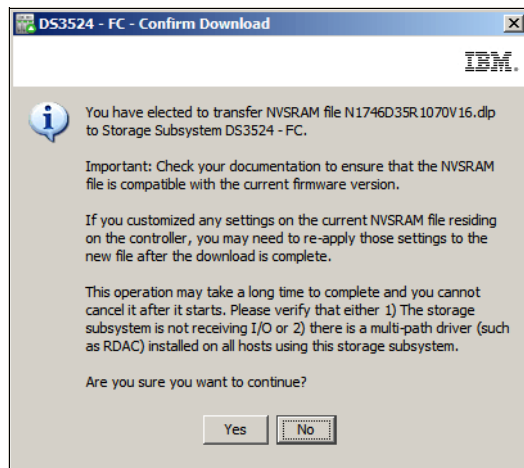 DS3524 - FC - Confirm Download
IBM.
You have elected to transfer NVSRAM file N1746D35R1070V16.dlp
to Storage Subsystem DS3524 - FC.
Important: Check your documentation to ensure that the NVSRAM
file is compatible with the current firmware version.
If you customized any settings on the current NVSRAM file residing
on the controller, you may need to re-apply those settings to the
new file after the download is complete.
This operation may take a long time to complete and you cannot
cancel it after it starts. Please verify that either 1) The storage
subsystem is not receiving I/O or 2) there is a multi-path driver (such
as RDAC) installed on all hosts using this storage subsystem.
Are you sure you want to continue?
Yes
No